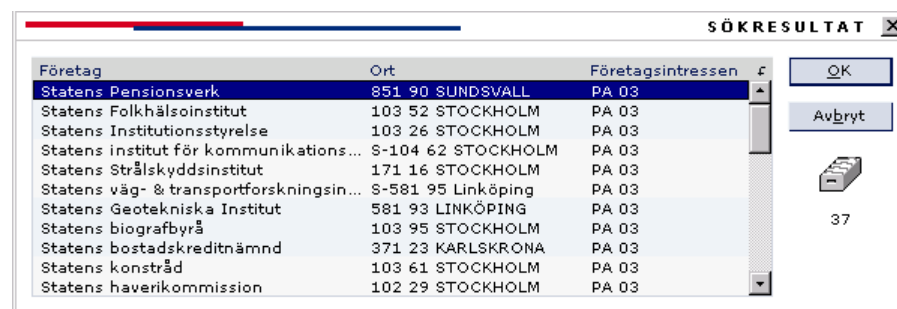 SÖKRESULTAT
Företag Ort Företagsintressen
OK
Statens Pensionsverk 851 90 SUNDSVALL PA 03
Statens Folkhälsoinstitut 103 52 STOCKHOLM PA 03
Avbryt
Statens Institutionsstyrelse 103 26 STOCKHOLM PA 03
Statens institut för kommunikations... S-104 62 STOCKHOLM PA 03
Statens Strålskyddsinstitut 171 16 STOCKHOLM PA 03
Statens väg- & transportforskningsin... S-581 95 Linköping PA 03
Statens Geotekniska Institut 581 93 LINKÖPING PA 03
37
Statens biografbyrå 103 95 STOCKHOLM PA 03
Statens bostadskreditnämnd 371 23 KARLSKRONA PA 03
Statens konstråd 103 61 STOCKHOLM PA 03
Statens haverikommission 102 29 STOCKHOLM PA 03